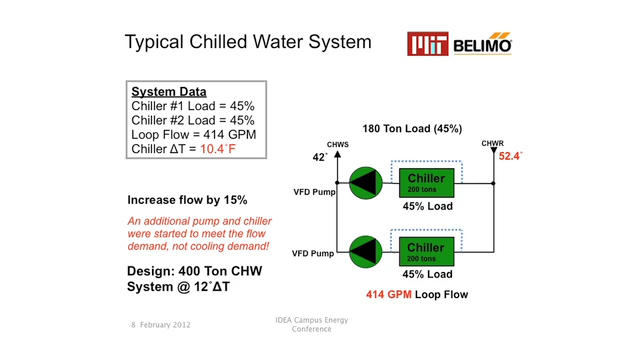 Typical Chilled Water System
MIT BELIMO
System Data
Chiller #1 Load = 45%
Chiller #2 Load = 45%
Loop Flow = 414 GPM
Chiller ΔT = 10.4˚F
180 Ton Load (45%)
CHWS
CHWR
42˚
52.4˚
Chiller
200 tons
VFD Pump
45% Load
Increase flow by 15%
An additional pump and chiller
were started to meet the flow
demand, not cooling demand!
Chiller
200 tons
VFD Pump
45% Load
Design: 400 Ton CHW
System @ 12˚ΔT
414 GPM Loop Flow
8 February 2012
IDEA Campus Energy
Conference